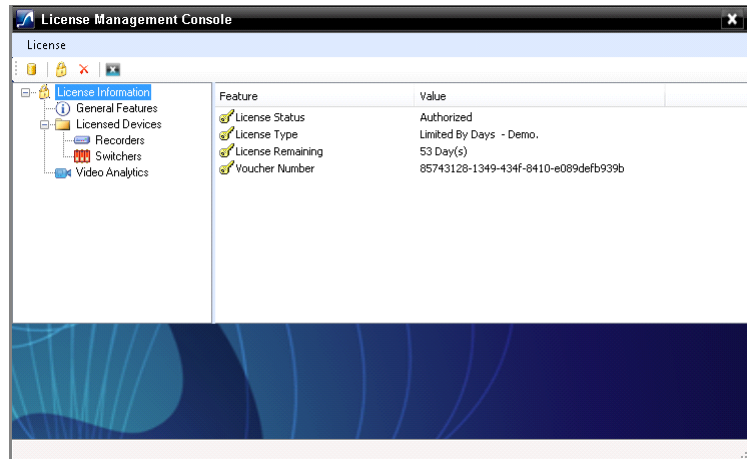 License Management Console
License
License Information
General Features
Licensed Devices
Recorders
Switchers
Video Analytics
Feature Value
License Status Authorized
License Type Limited By Days - Demo.
License Remaining 53 Day(s)
Voucher Number 85743128-1349-434f-8410-e089defb939b